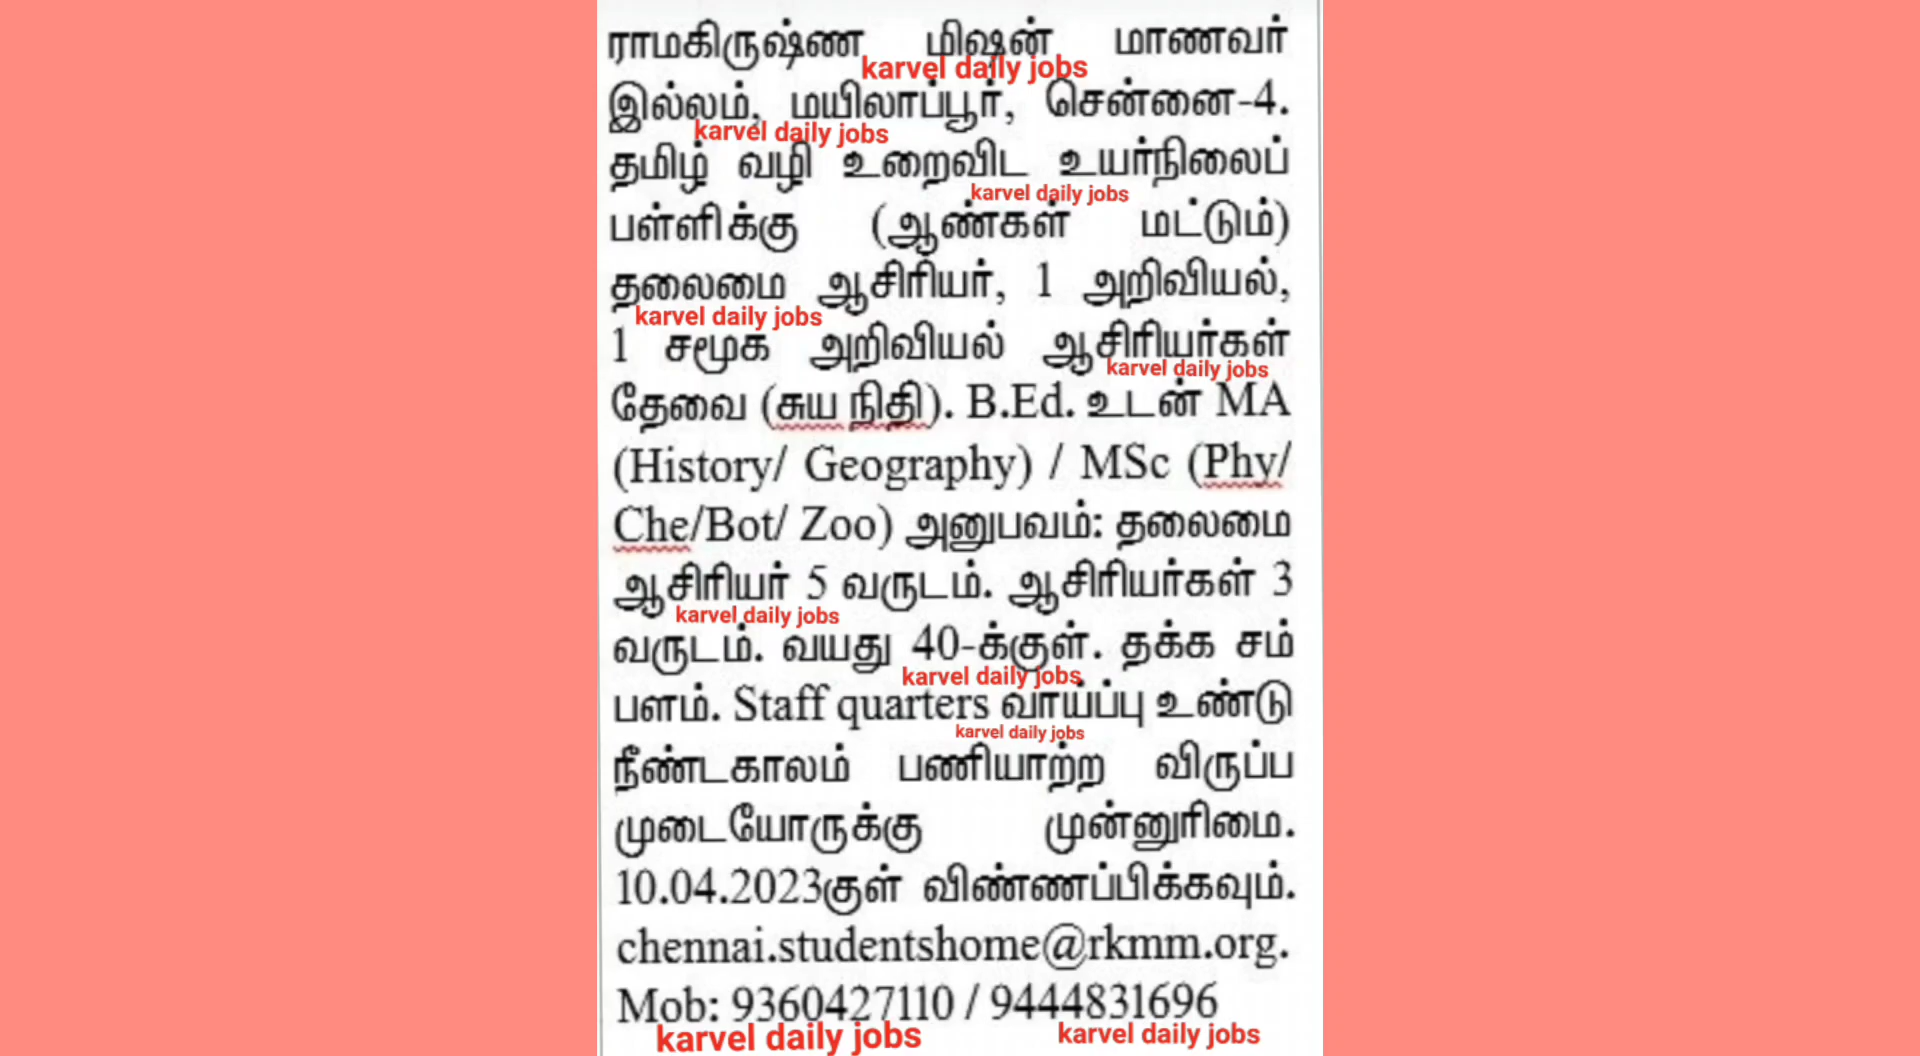 ராமகிருஷ்ண மிஷன் மாணவர்
karvel daily jobs
இல்லம், மயிலாப்பூர், சென்னை-4.
karvel daily jobs
தமிழ் வழி உறைவிட உயர்நிலைப்
karvel daily jobs
பள்ளிக்கு (ஆண்கள் மட்டும்)
தலைமை ஆசிரியர், 1 அறிவியல்,
karvel daily jobs
1 சமூக அறிவியல் ஆசிரியர்கள்
karvel daily jobs
தேவை (சுய நிதி). B.Ed. உடன் MA
(History/ Geography) / MSc (Phy/
Che/Bot/ Zoo) அனுபவம்: தலைமை
ஆசிரியர் 5 வருடம். ஆசிரியர்கள் 3
karvel daily jobs
வருடம். வயது 40-க்குள். தக்க சம்
karvel daily jobs
பளம். Staff quarters வாய்ப்பு உண்டு
karvel daily jobs
நீண்டகாலம் பணியாற்ற விருப்ப
முடையோருக்கு முன்னுரிமை.
10.04.2023குள் விண்ணப்பிக்கவும்.
chennai.studentshome@rkmm.org.
Mob: 9360427110 / 9444831696
karvel daily jobs karvel daily jobs